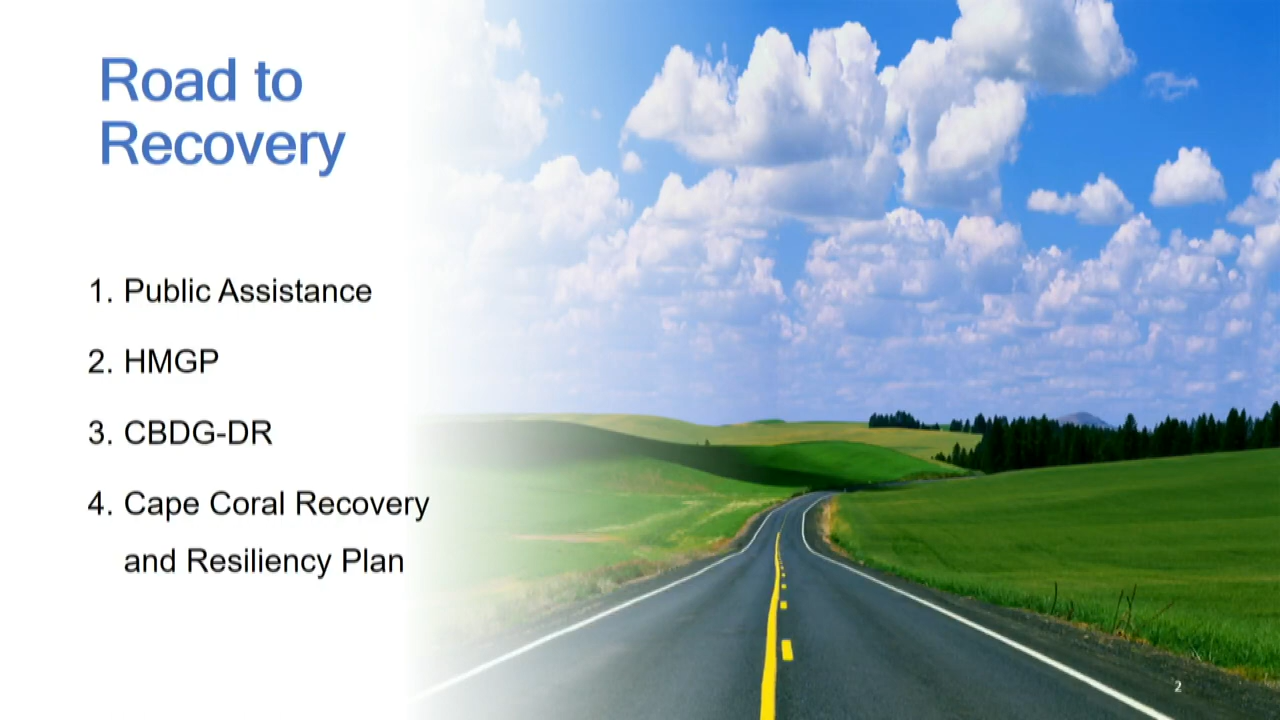 Road to
Recovery
1. Public Assistance
2. HMGP
3. CBDG-DR
4. Cape Coral Recovery
and Resiliency Plan
2